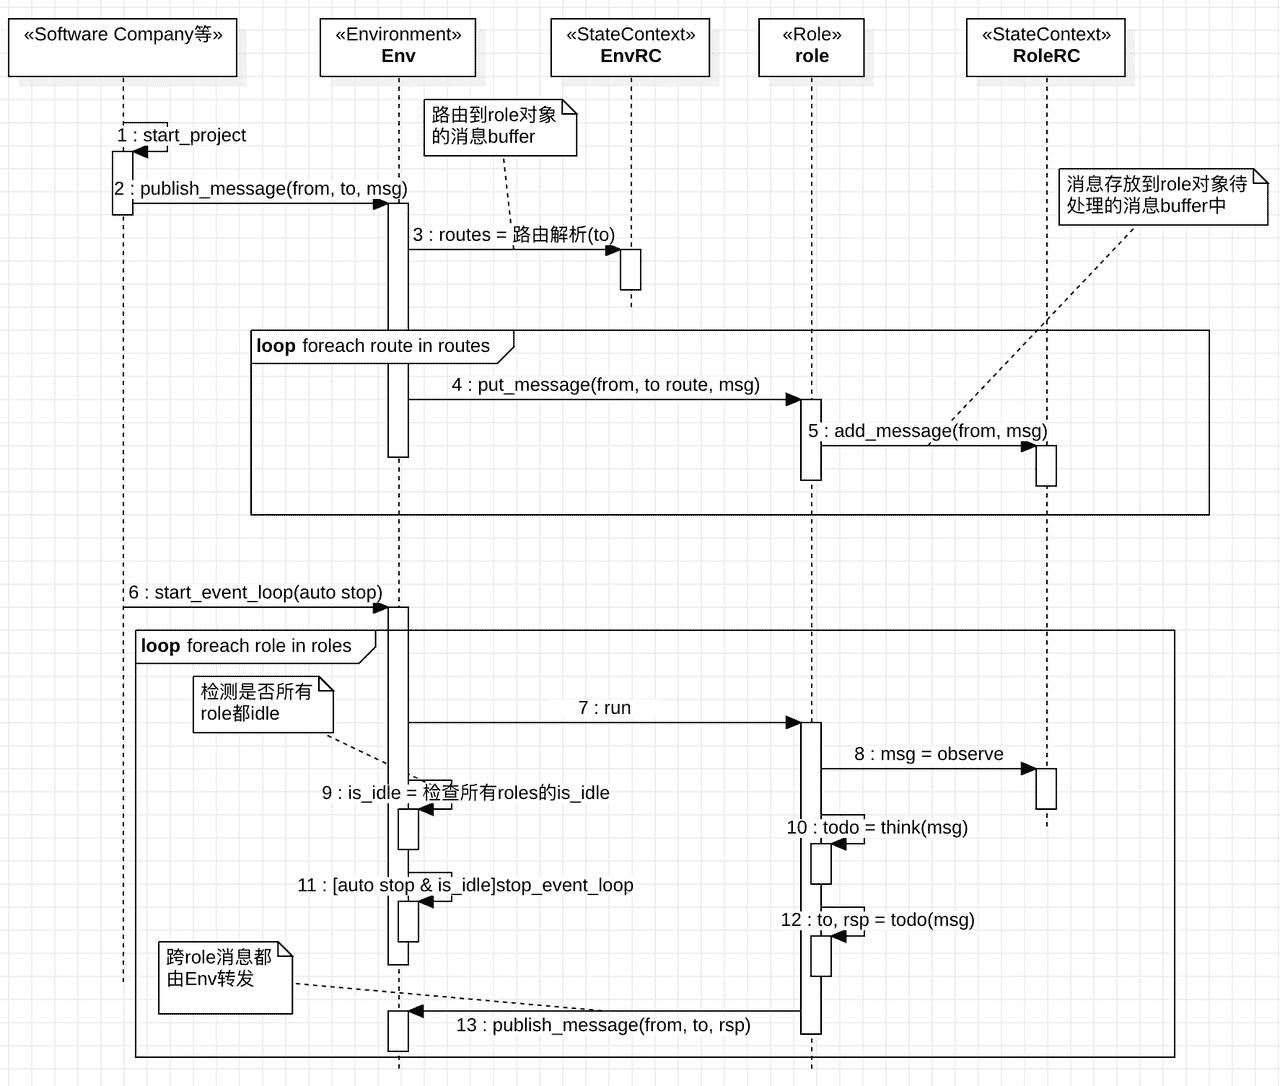 «Software Company等»
«Environment»
Env
«StateContext»
EnvRC
«Role»
role
«StateContext»
RoleRC
路由到role对象
的消息buffer
1 : start_project
消息存放到role对象待
处理的消息buffer中
2 : publish_message(from, to, msg)
3 : routes = 路由解析(to)
loop foreach route in routes
4 : put_message(from, to route, msg)
5 : add_message(from, msg)
6 : start_event_loop(auto stop)
loop foreach role in roles
检测是否所有
role都idle
7 : run
8 : msg = observe
9 : is_idle = 检查所有roles的is_idle
10 : todo = think(msg)
11 : [auto stop & is_idle]stop_event_loop
12 : to, rsp = todo(msg)
跨role消息都
由Env转发
13 : publish_message(from, to, rsp)